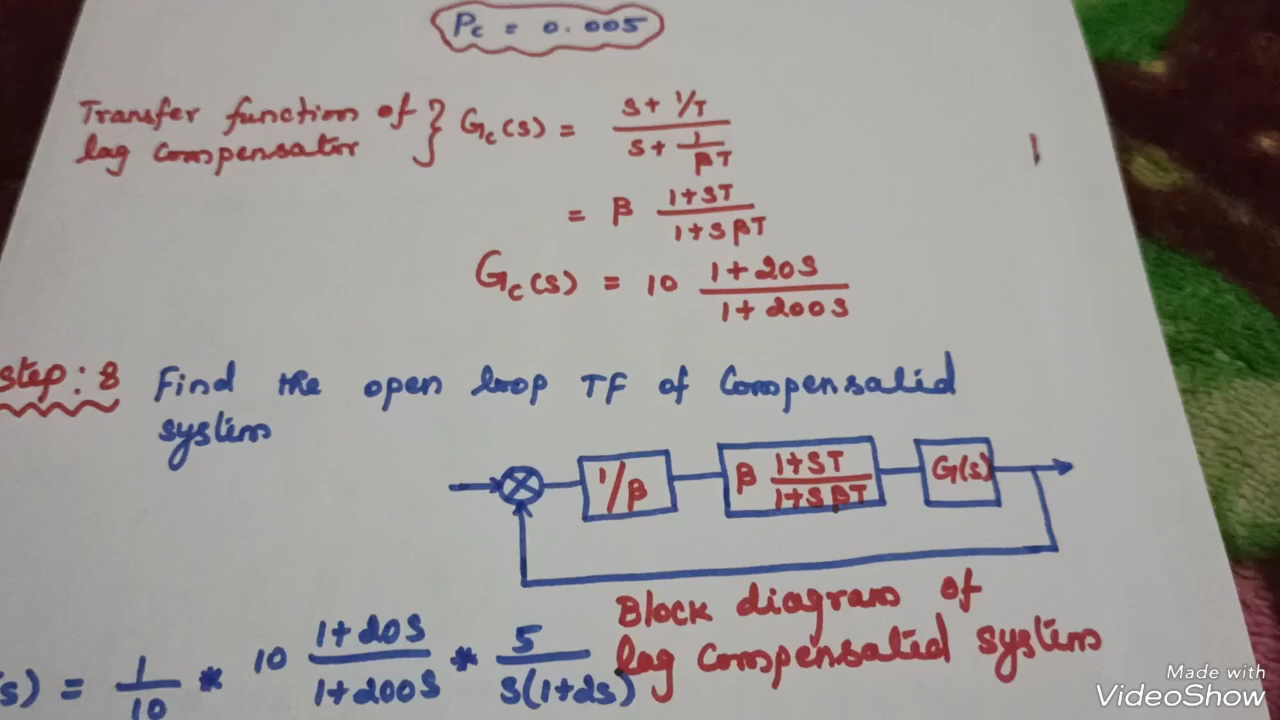 Pc = 0.005
Transfer function of lag compensator } Gc(s) = (s + 1/T) / (s + 1/βT)
= β (1+ST) / (1+SβT)
Gc(s) = 10 (1+20S) / (1+200S)
Step: 8 Find the open loop TF of Compensated
system
1/β
β (1+ST) / (1+SβT)
G(s)
Block diagram of
lag compensated system
s) = 1/10 * 10 (1+20S) / (1+200S) * 5 / S(1+2S)
Made with
VideoShow